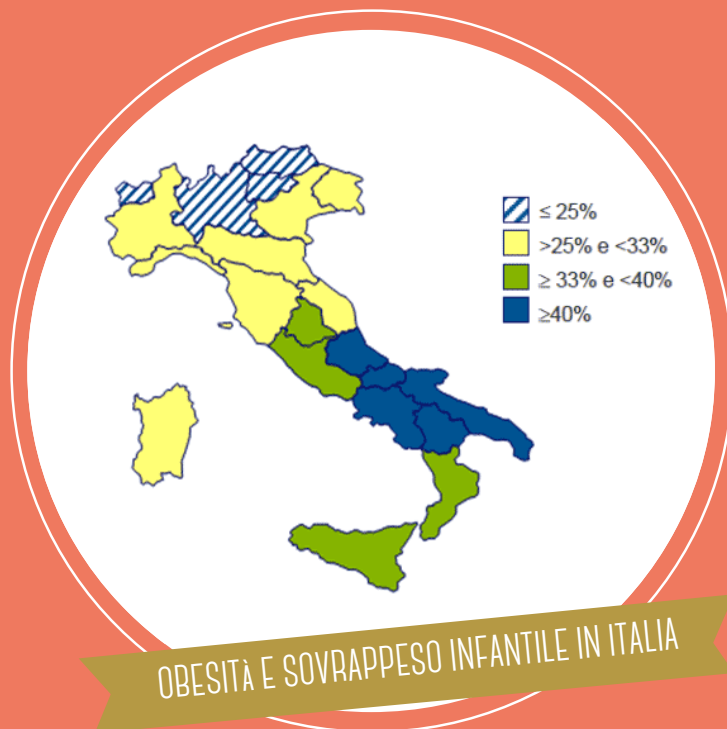 ≤ 25%
>25% e <33%
≥ 33% e <40%
≥40%
OBESITÀ E SOVRAPPESO INFANTILE IN ITALIA